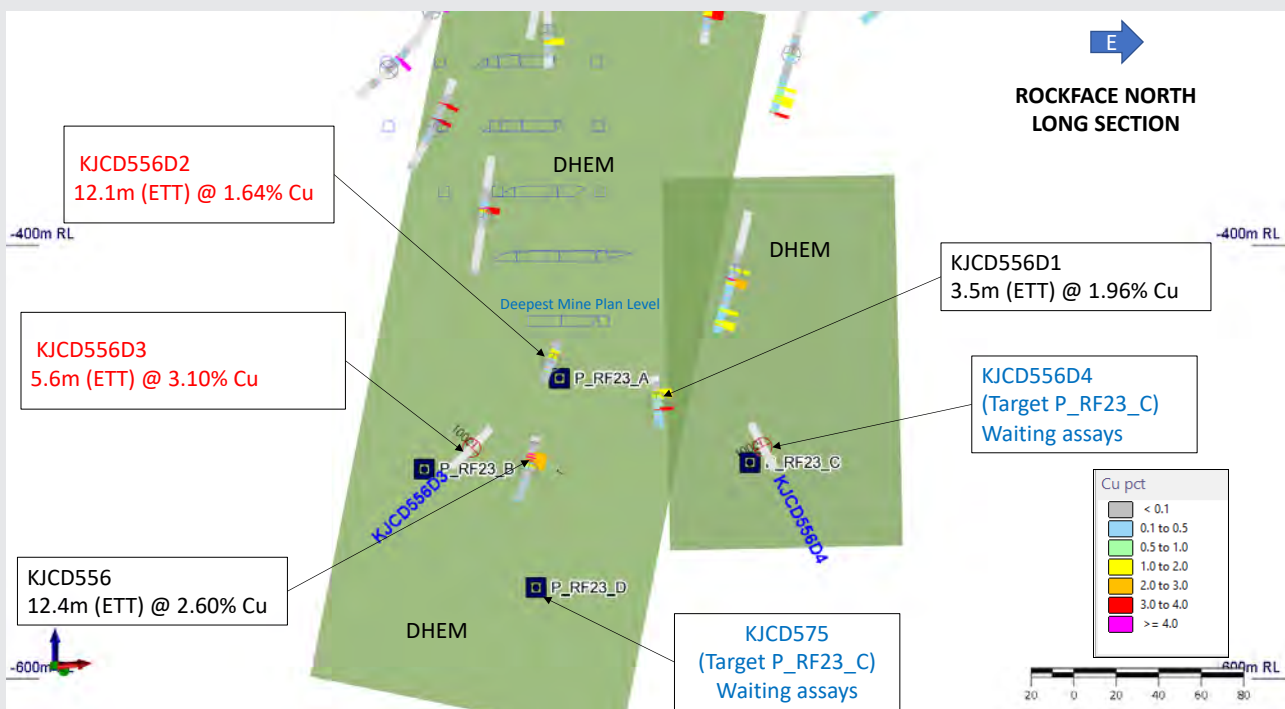 E
ROCKFACE NORTH
LONG SECTION
DHEM
KJCD556D2
12.1m (ETT) @ 1.64% Cu
-400m RL
-400m RL
DHEM
KJCD556D1
3.5m (ETT) @ 1.96% Cu
Deepest Mine Plan Level
KJCD556D3
5.6m (ETT) @ 3.10% Cu
P_RF23_A
KJCD556D4
(Target P_RF23_C)
Waiting assays
P_RF23_B
KJCD556D3
P_RF23_C
KJCD556D4
Cu pct
< 0.1
0.1 to 0.5
0.5 to 1.0
1.0 to 2.0
2.0 to 3.0
3.0 to 4.0
>= 4.0
KJCD556
12.4m (ETT) @ 2.60% Cu
P_RF23_D
DHEM
KJCD575
(Target P_RF23_C)
Waiting assays
-600m RL
-600m RL
20 0 20 40 60 80